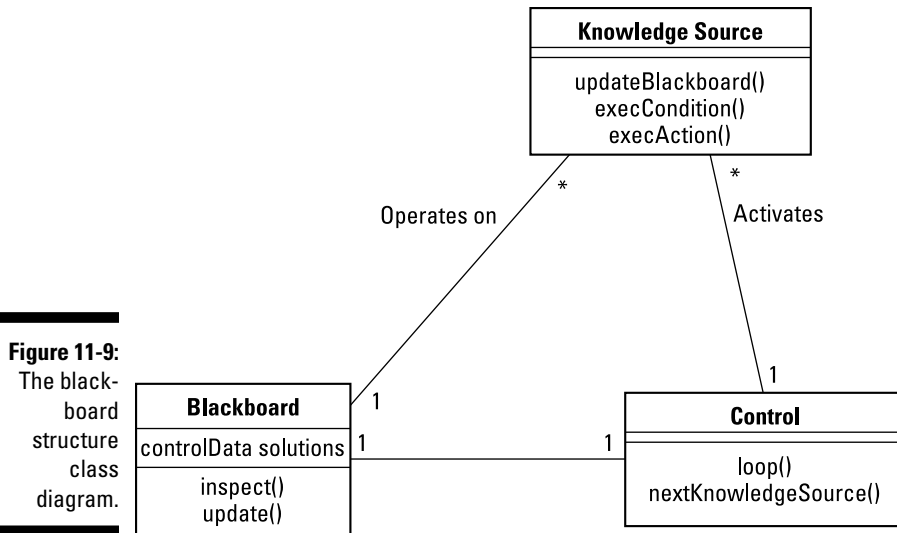 Knowledge Source
updateBlackboard()
execCondition()
execAction()
*
*
Operates on
Activates
Figure 11-9:
The black-
board
structure
class
diagram.
1
1
Blackboard
controlData solutions
inspect()
update()
1
1
Control
loop()
nextKnowledgeSource()